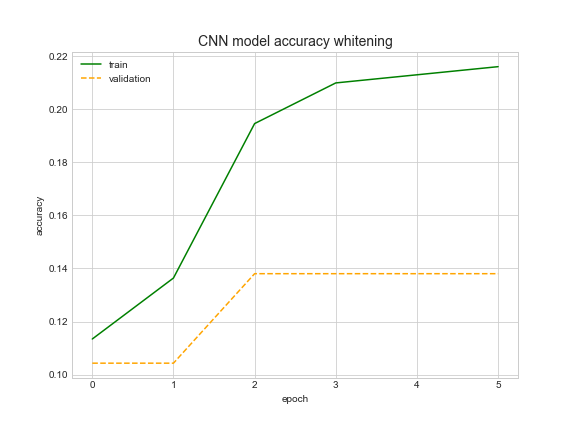 CNN model accuracy whitening
train
validation
accuracy
0.22
0.20
0.18
0.16
0.14
0.12
0.10
0 1 2 3 4 5
epoch